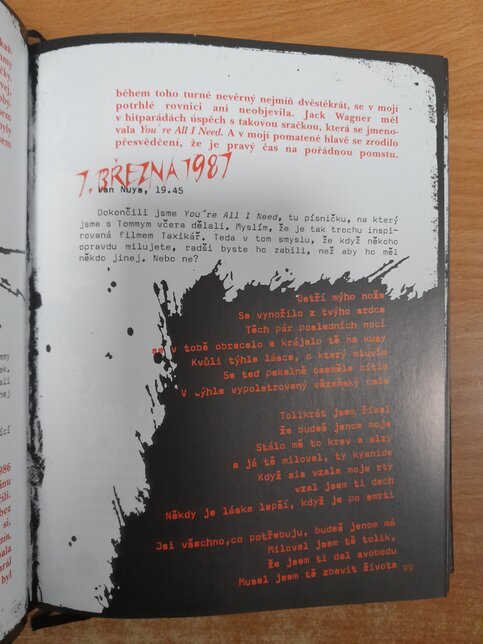 během toho turné nevěrný nejmíň dvěstěkrát, se v mojí
potrhlé rovnici ani neobjevila. Jack Wagner měl
v hitparádách úspěch s takovou sračkou, která se jmeno-
vala You´re All I Need. A v mojí pomatené hlavě se zrodilo
přesvědčení, že je pravý čas na pořádnou pomstu.
7. BŘEZNA 1987
Van Nuys, 19.45
Dokončili jsme You´re All I Need, tu písničku, na který
jsme s Tommym včera dělali. Myslím, že je tak trochu inspi-
rovaná filmem Taxikář. Teda v tom smyslu, že když někoho
opravdu milujete, radši byste ho zabili, než aby ho měl
někdo jinej. Nebo ne?
Ostří mýho nože
Se vynořilo z tvýho srdce
Těch pár posledních nocí
se v tobě obracelo a krájelo tě na kusy
Kvůli týhle lásce, o který mluvím
Se teď pekelně osaměle cítím
V týhle vypolstrovaný vězeňský cele
Tolikrát jsem říkal
že budeš jenom moje
Stálo mě to krev a slzy
a já tě miloval, ty kyanide
Když sis vzala moje rty
vzal jsem ti dech
Někdy je láska lepší, když je po smrti
Jsi všechno,co potřebuju, budeš jenom má
Miloval jsem tě tolik,
že jsem ti dal svobodu
Musel jsem tě zbavit života
99